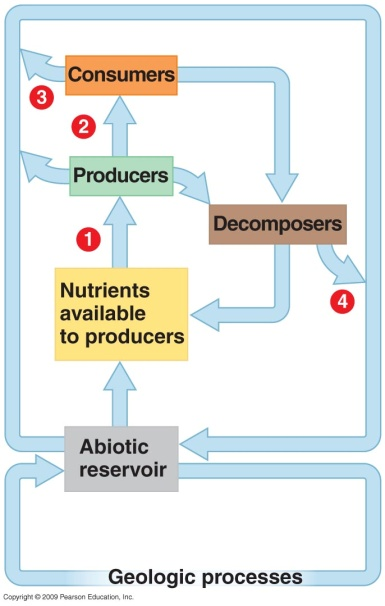 Consumers
3
2
Producers
Decomposers
1
Nutrients
available
to producers
4
Abiotic
reservoir
Geologic processes
Copyright © 2009 Pearson Education, Inc.